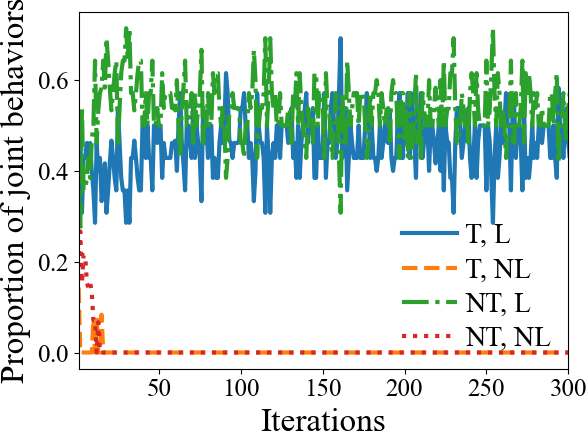 Proportion of joint behaviors
0.6
0.4
0.2
0.0
T, L
T, NL
NT, L
NT, NL
50 100 150 200 250 300
Iterations